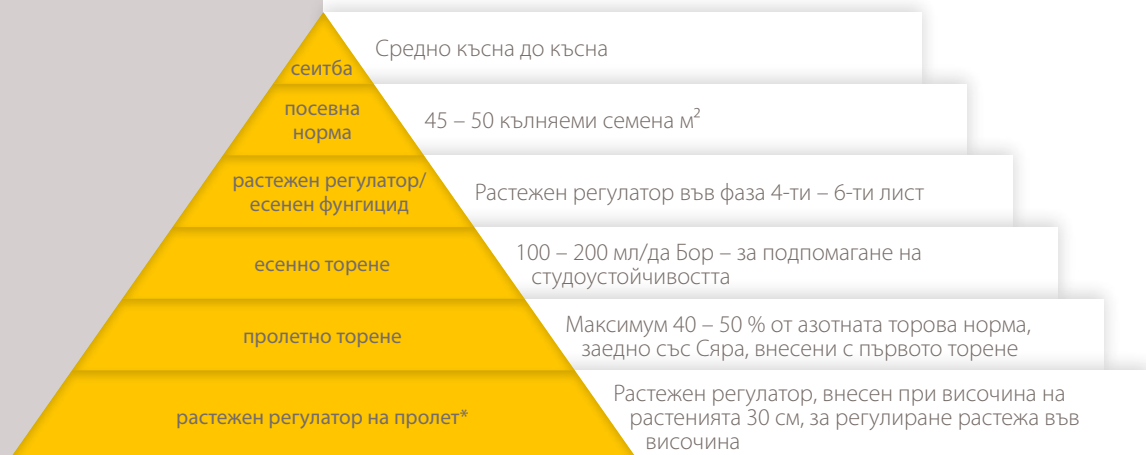 сеитба
Средно късна до късна
посевна
норма
45 – 50 кълняеми семена м²
растежен регулатор/
есенен фунгицид
Растежен регулатор във фаза 4-ти – 6-ти лист
есенно торене
100 – 200 мл/да Бор – за подпомагане на
студоустойчивостта
пролетно торене
Максимум 40 – 50 % от азотната торова норма,
заедно със Сяра, внесени с първото торене
растежен регулатор на пролет*
Растежен регулатор, внесен при височина на
растенията 30 см, за регулиране растежа във
височина